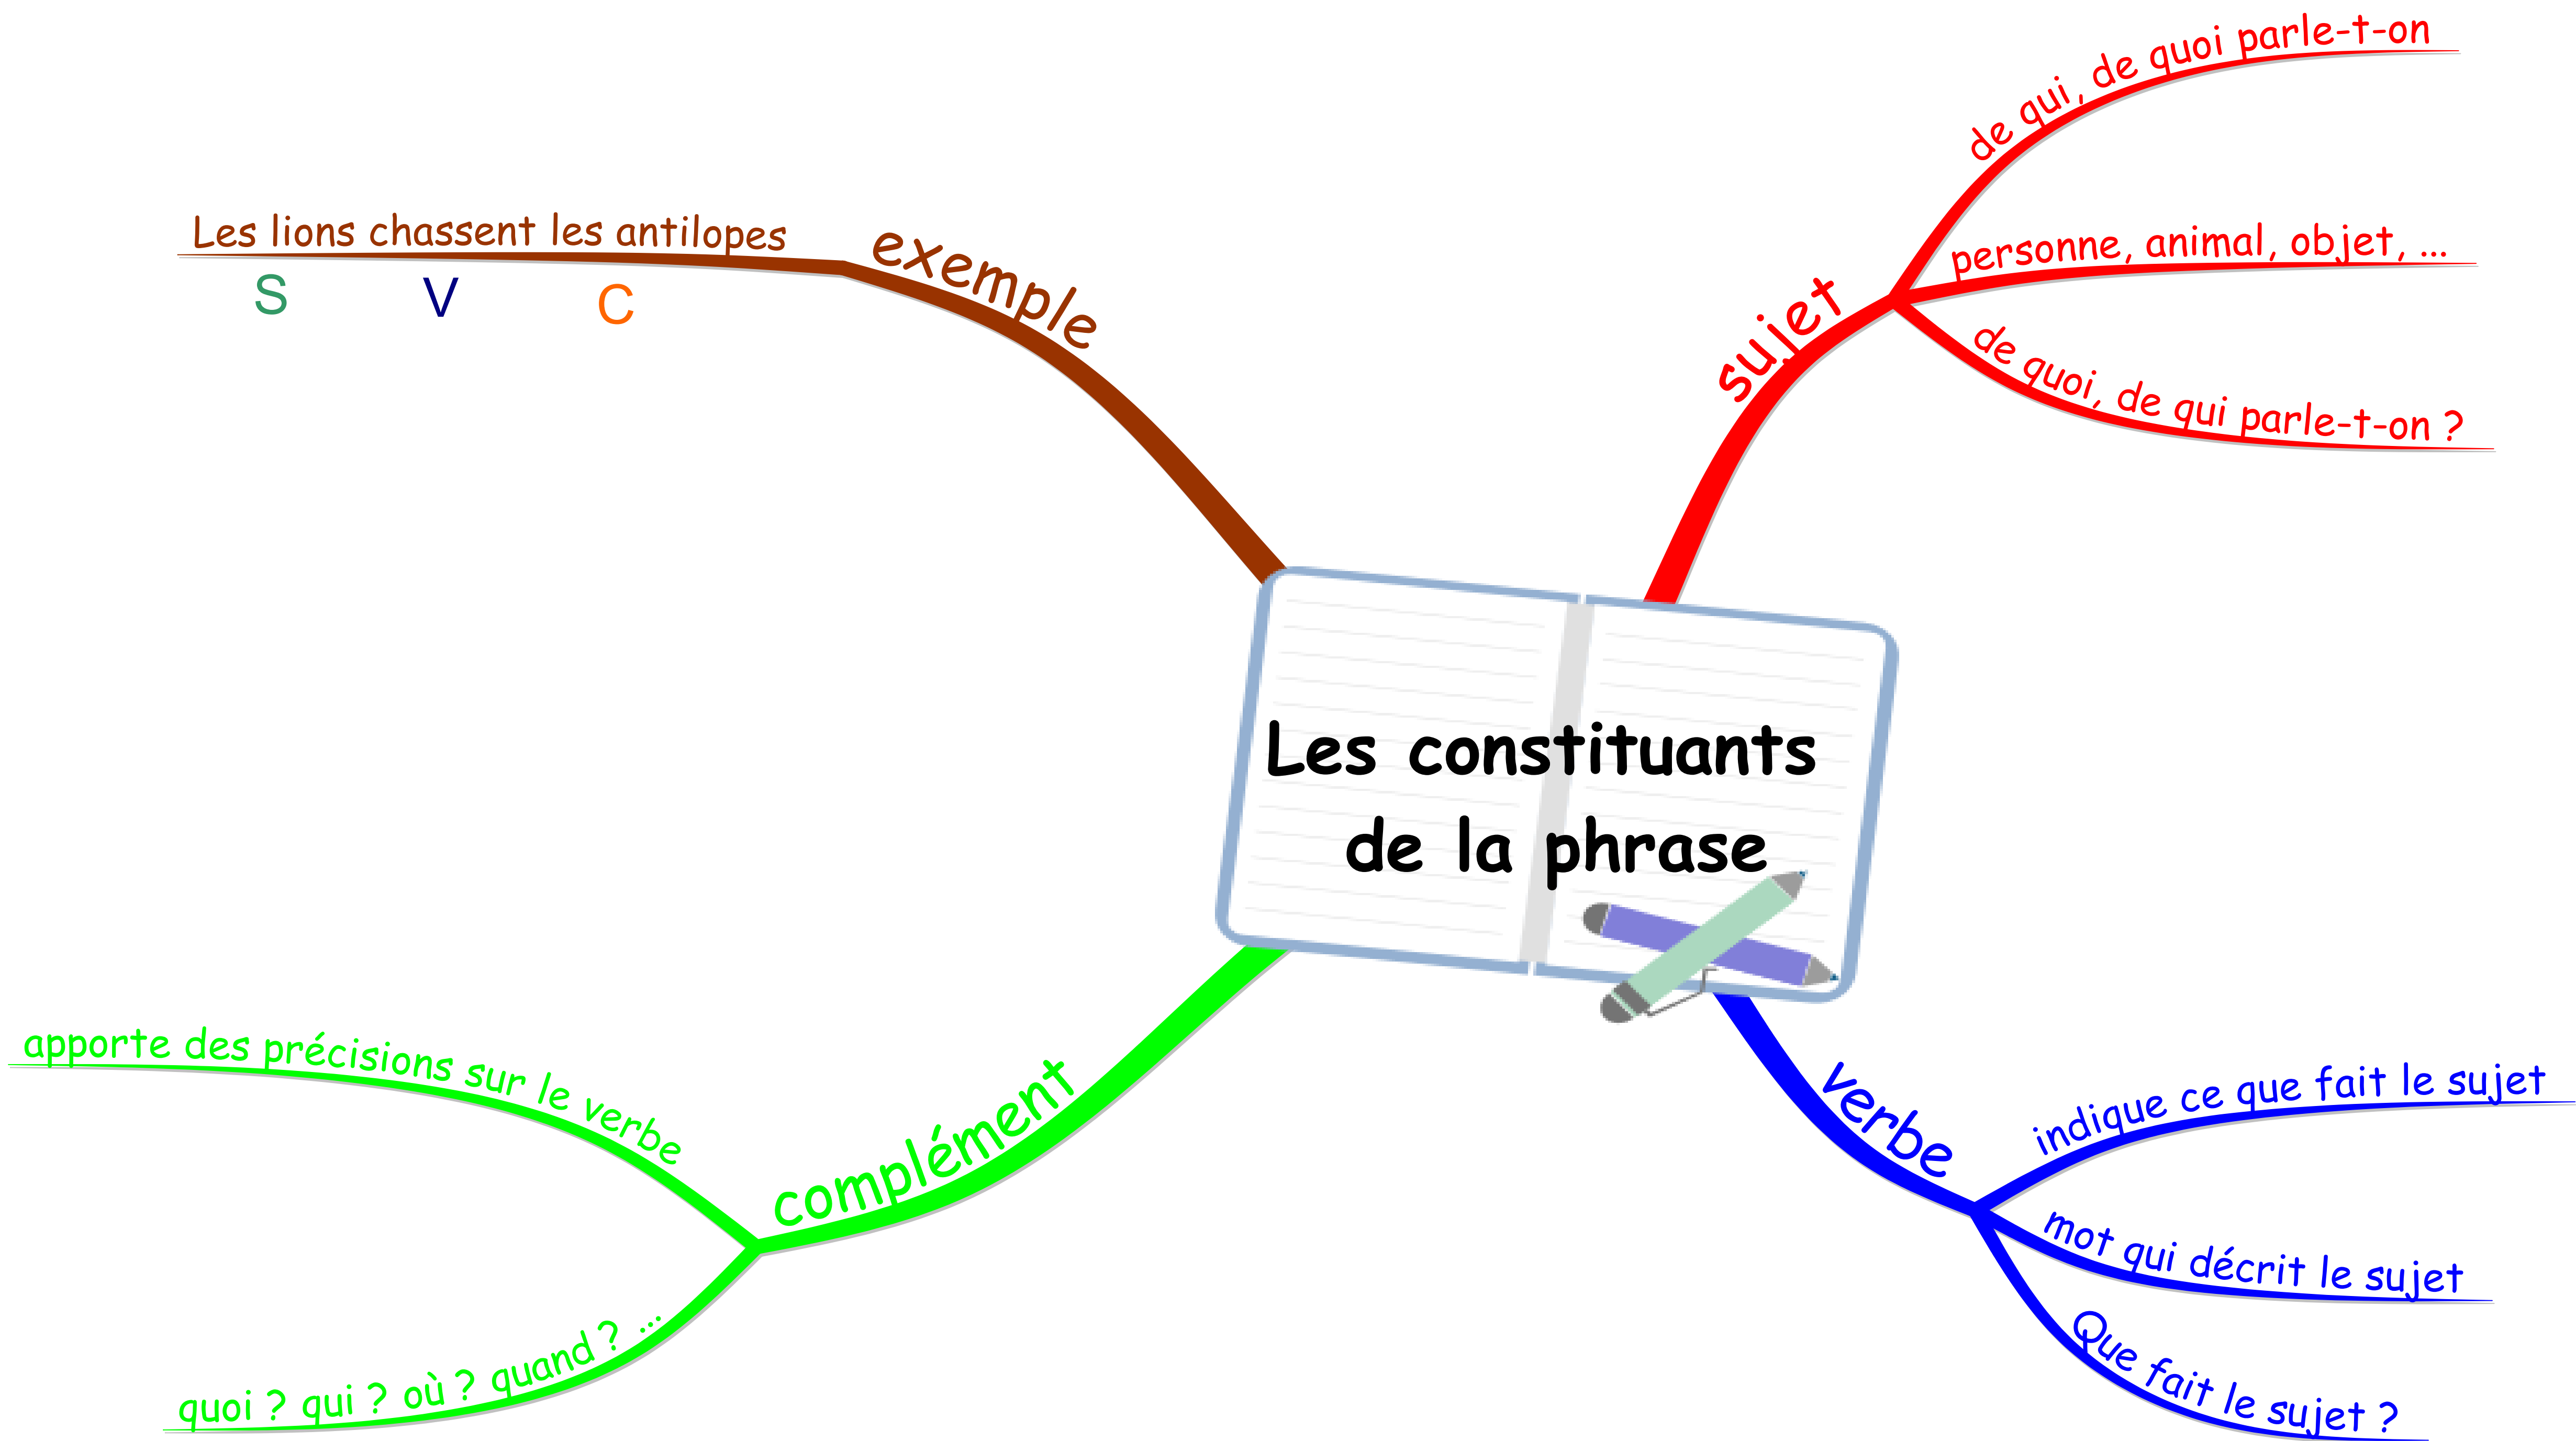 Les constituants
de la phrase
sujet
de qui, de quoi parle-t-on
personne, animal, objet, ...
de quoi, de qui parle-t-on ?
verbe
indique ce que fait le sujet
mot qui décrit le sujet
Que fait le sujet ?
complément
apporte des précisions sur le verbe
quoi ? qui ? où ? quand ? ...
exemple
Les lions chassent les antilopes
S V C